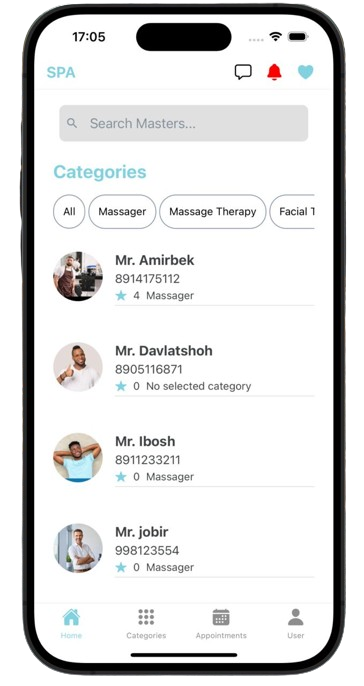 17:05
SPA
Search Masters...
Categories
All Massager Massage Therapy Facial T
Mr. Amirbek
8914175112
4 Massager
Mr. Davlatshoh
8905116871
0 No selected category
Mr. Ibosh
8911233211
0 Massager
Mr. jobir
998123554
0 Massager
Home Categories Appointments User